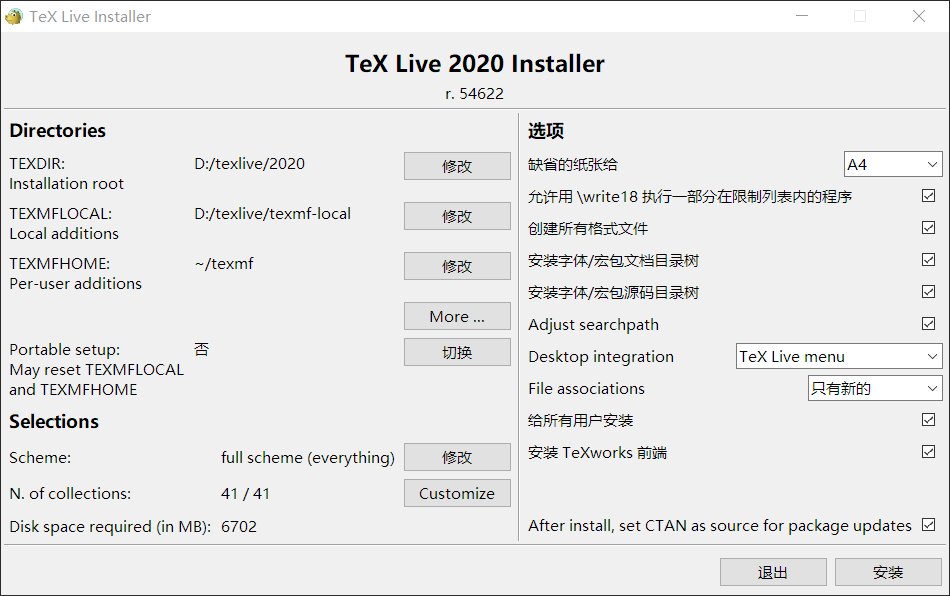 TeX Live Installer
TeX Live 2020 Installer
r. 54622
Directories
TEXDIR: D:/texlive/2020 修改
Installation root
TEXMFLOCAL: D:/texlive/texmf-local 修改
Local additions
TEXMFHOME: ~/texmf 修改
Per-user additions
More ...
Portable setup: 否 切换
May reset TEXMFLOCAL
and TEXMFHOME
Selections
Scheme: full scheme (everything) 修改
N. of collections: 41 / 41 Customize
Disk space required (in MB): 6702
选项
缺省的纸张给 A4
允许用 \write18 执行一部分在限制列表内的程序
创建所有格式文件
安装字体/宏包文档目录树
安装字体/宏包源码目录树
Adjust searchpath
Desktop integration TeX Live menu
File associations 只有新的
给所有用户安装
安装 TeXworks 前端
After install, set CTAN as source for package updates
退出 安装